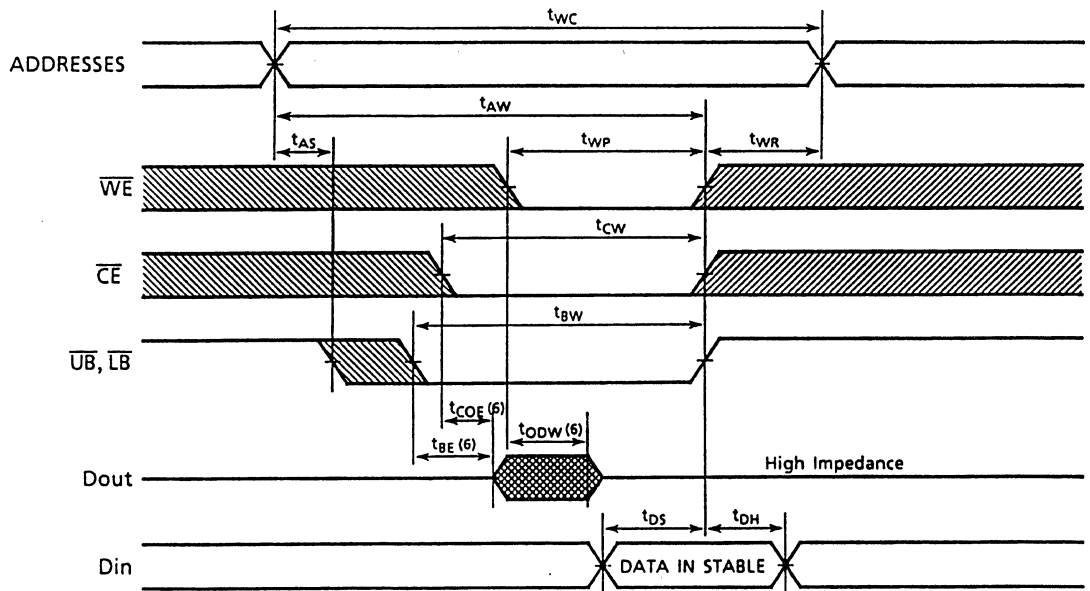 tWC
ADDRESSES
tAW
tAS
tWP
tWR
WE
tCW
CE
tBW
UB, LB
tCOE (6)
tODW (6)
tBE (6)
High Impedance
Dout
tDS
tDH
Din
DATA IN STABLE